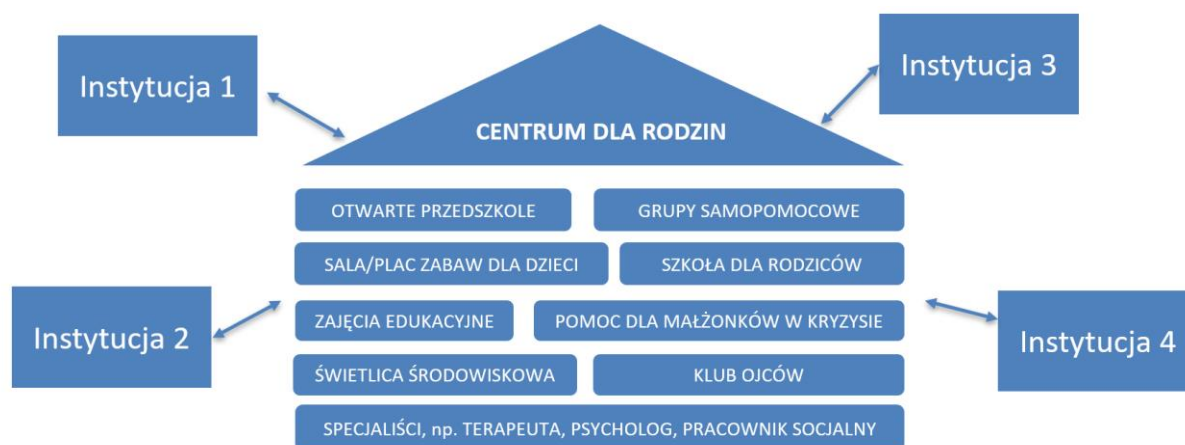 Instytucja 1
Instytucja 3
CENTRUM DLA RODZIN
OTWARTE PRZEDSZKOLE
GRUPY SAMOPOMOCOWE
SALA/PLAC ZABAW DLA DZIECI
SZKOŁA DLA RODZICÓW
Instytucja 2
ZAJĘCIA EDUKACYJNE
POMOC DLA MAŁŻONKÓW W KRYZYSIE
Instytucja 4
ŚWIETLICA ŚRODOWISKOWA
KLUB OJCÓW
SPECJALIŚCI, np. TERAPEUTA, PSYCHOLOG, PRACOWNIK SOCJALNY